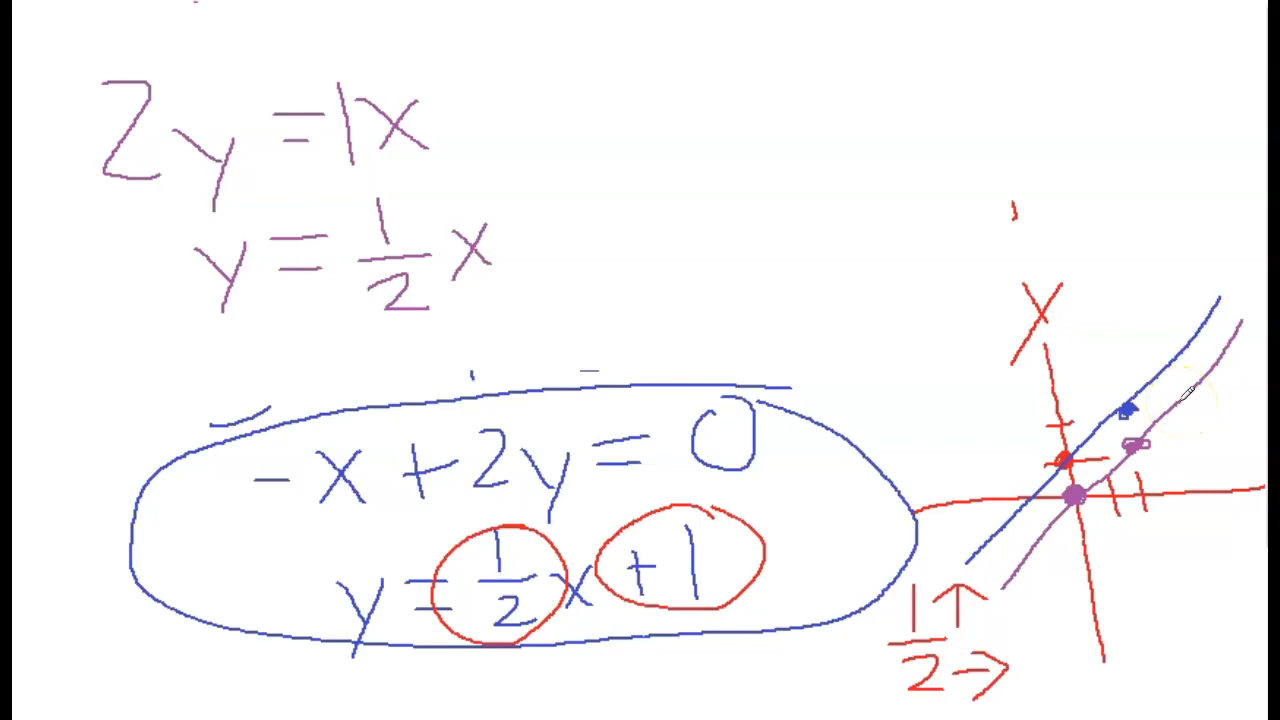 2y = 1x
y = 1/2 x
-x + 2y = 0
y = 1/2 x + 1
1 ↑
2 →